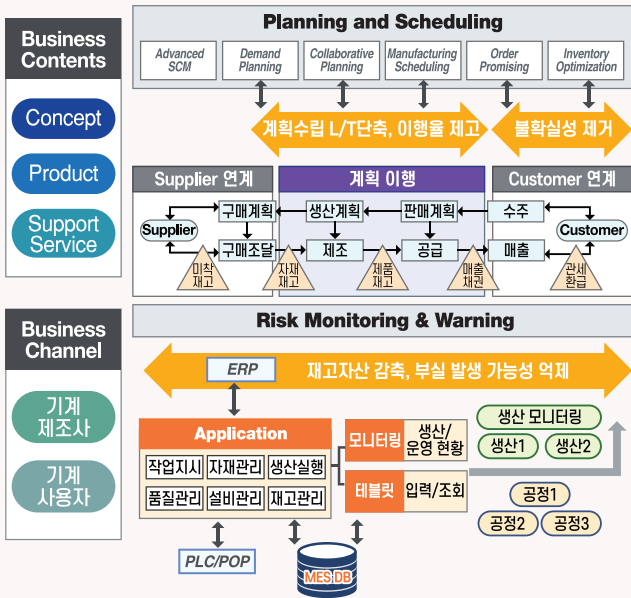 Business
Contents
Concept
Product
Support
Service
Planning and Scheduling
Advanced
SCM
Demand
Planning
Collaborative
Planning
Manufacturing
Scheduling
Order
Promising
Inventory
Optimization
계획수립 L/T단축, 이행율 제고
불확실성 제거
Supplier 연계
계획 이행
Customer 연계
구매계획
생산계획
판매계획
수주
Supplier
Customer
구매조달
제조
공급
매출
미착
재고
자재
재고
제품
재고
매출
채권
관세
환급
Business
Channel
기계
제조사
기계
사용자
Risk Monitoring & Warning
ERP
재고자산 감축, 부실 발생 가능성 억제
Application
작업지시
자재관리
생산실행
품질관리
설비관리
재고관리
모니터링
생산/
운영 현황
테블릿
입력/조회
생산 모니터링
생산1
생산2
공정1
공정2
공정3
PLC/POP
MES DB